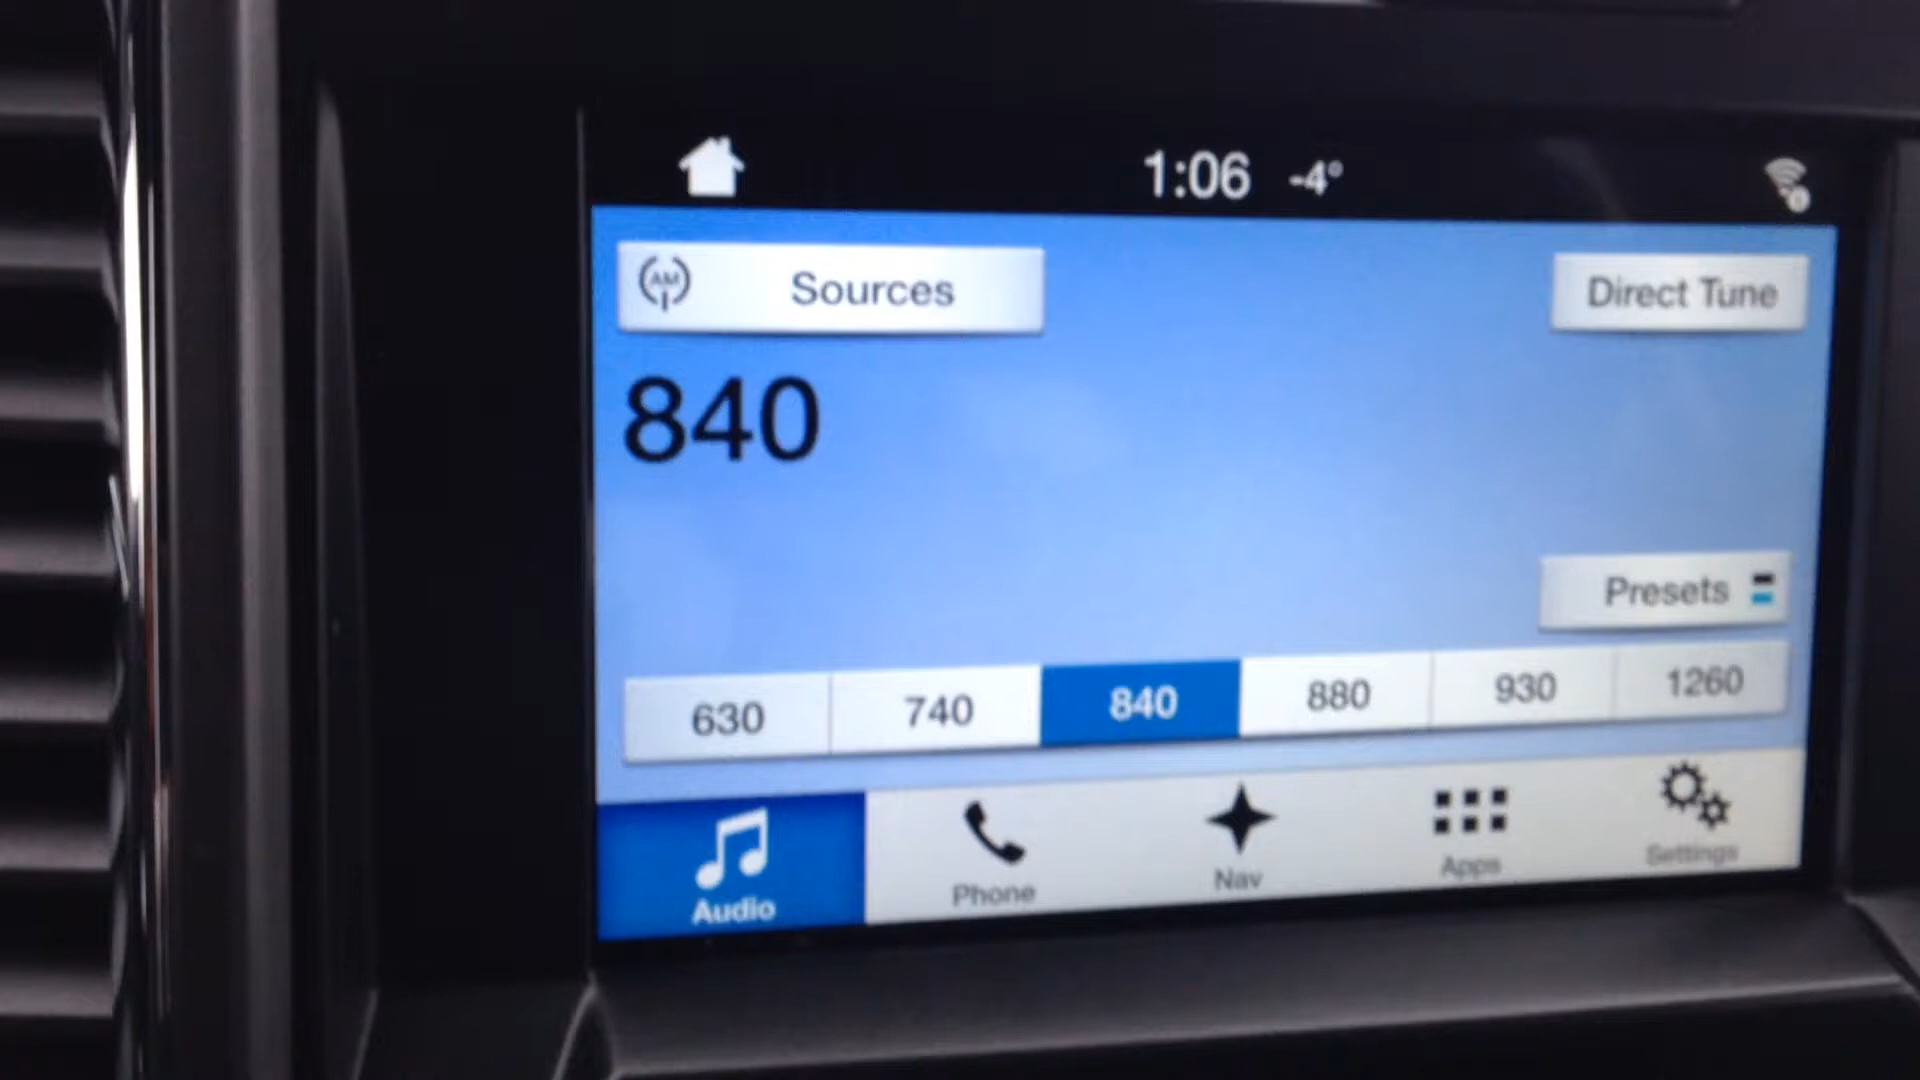 1:06 -4°
AM Sources
Direct Tune
840
Presets
630 740 840 880 930 1260
Audio Phone Nav Apps Settings